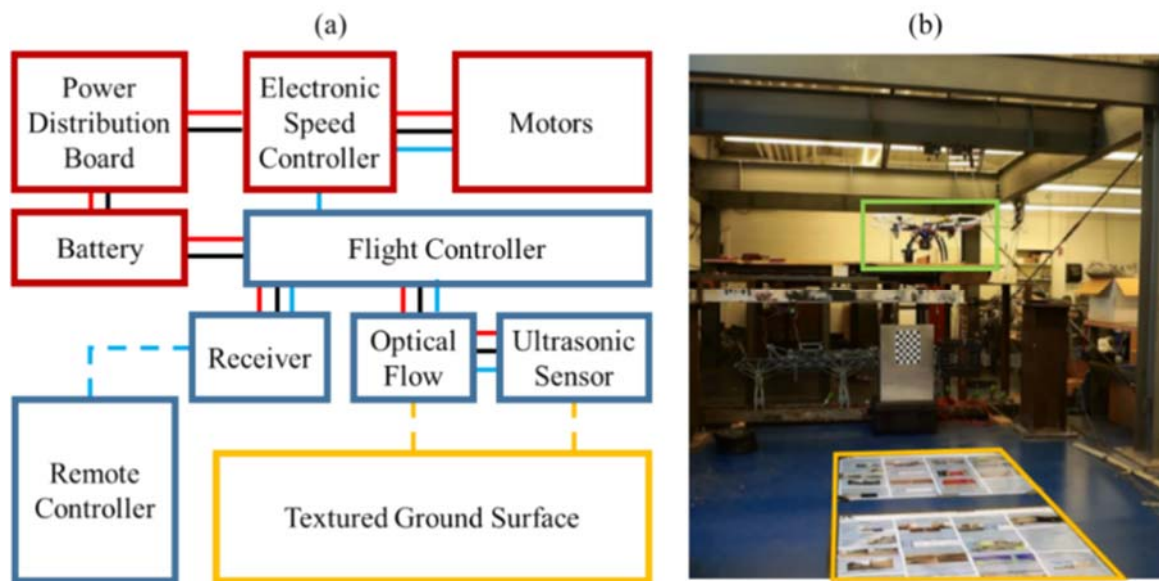 (a)
(b)
Power
Distribution
Board
Electronic
Speed
Controller
Motors
Battery
Flight Controller
Receiver
Optical
Flow
Ultrasonic
Sensor
Remote
Controller
Textured Ground Surface